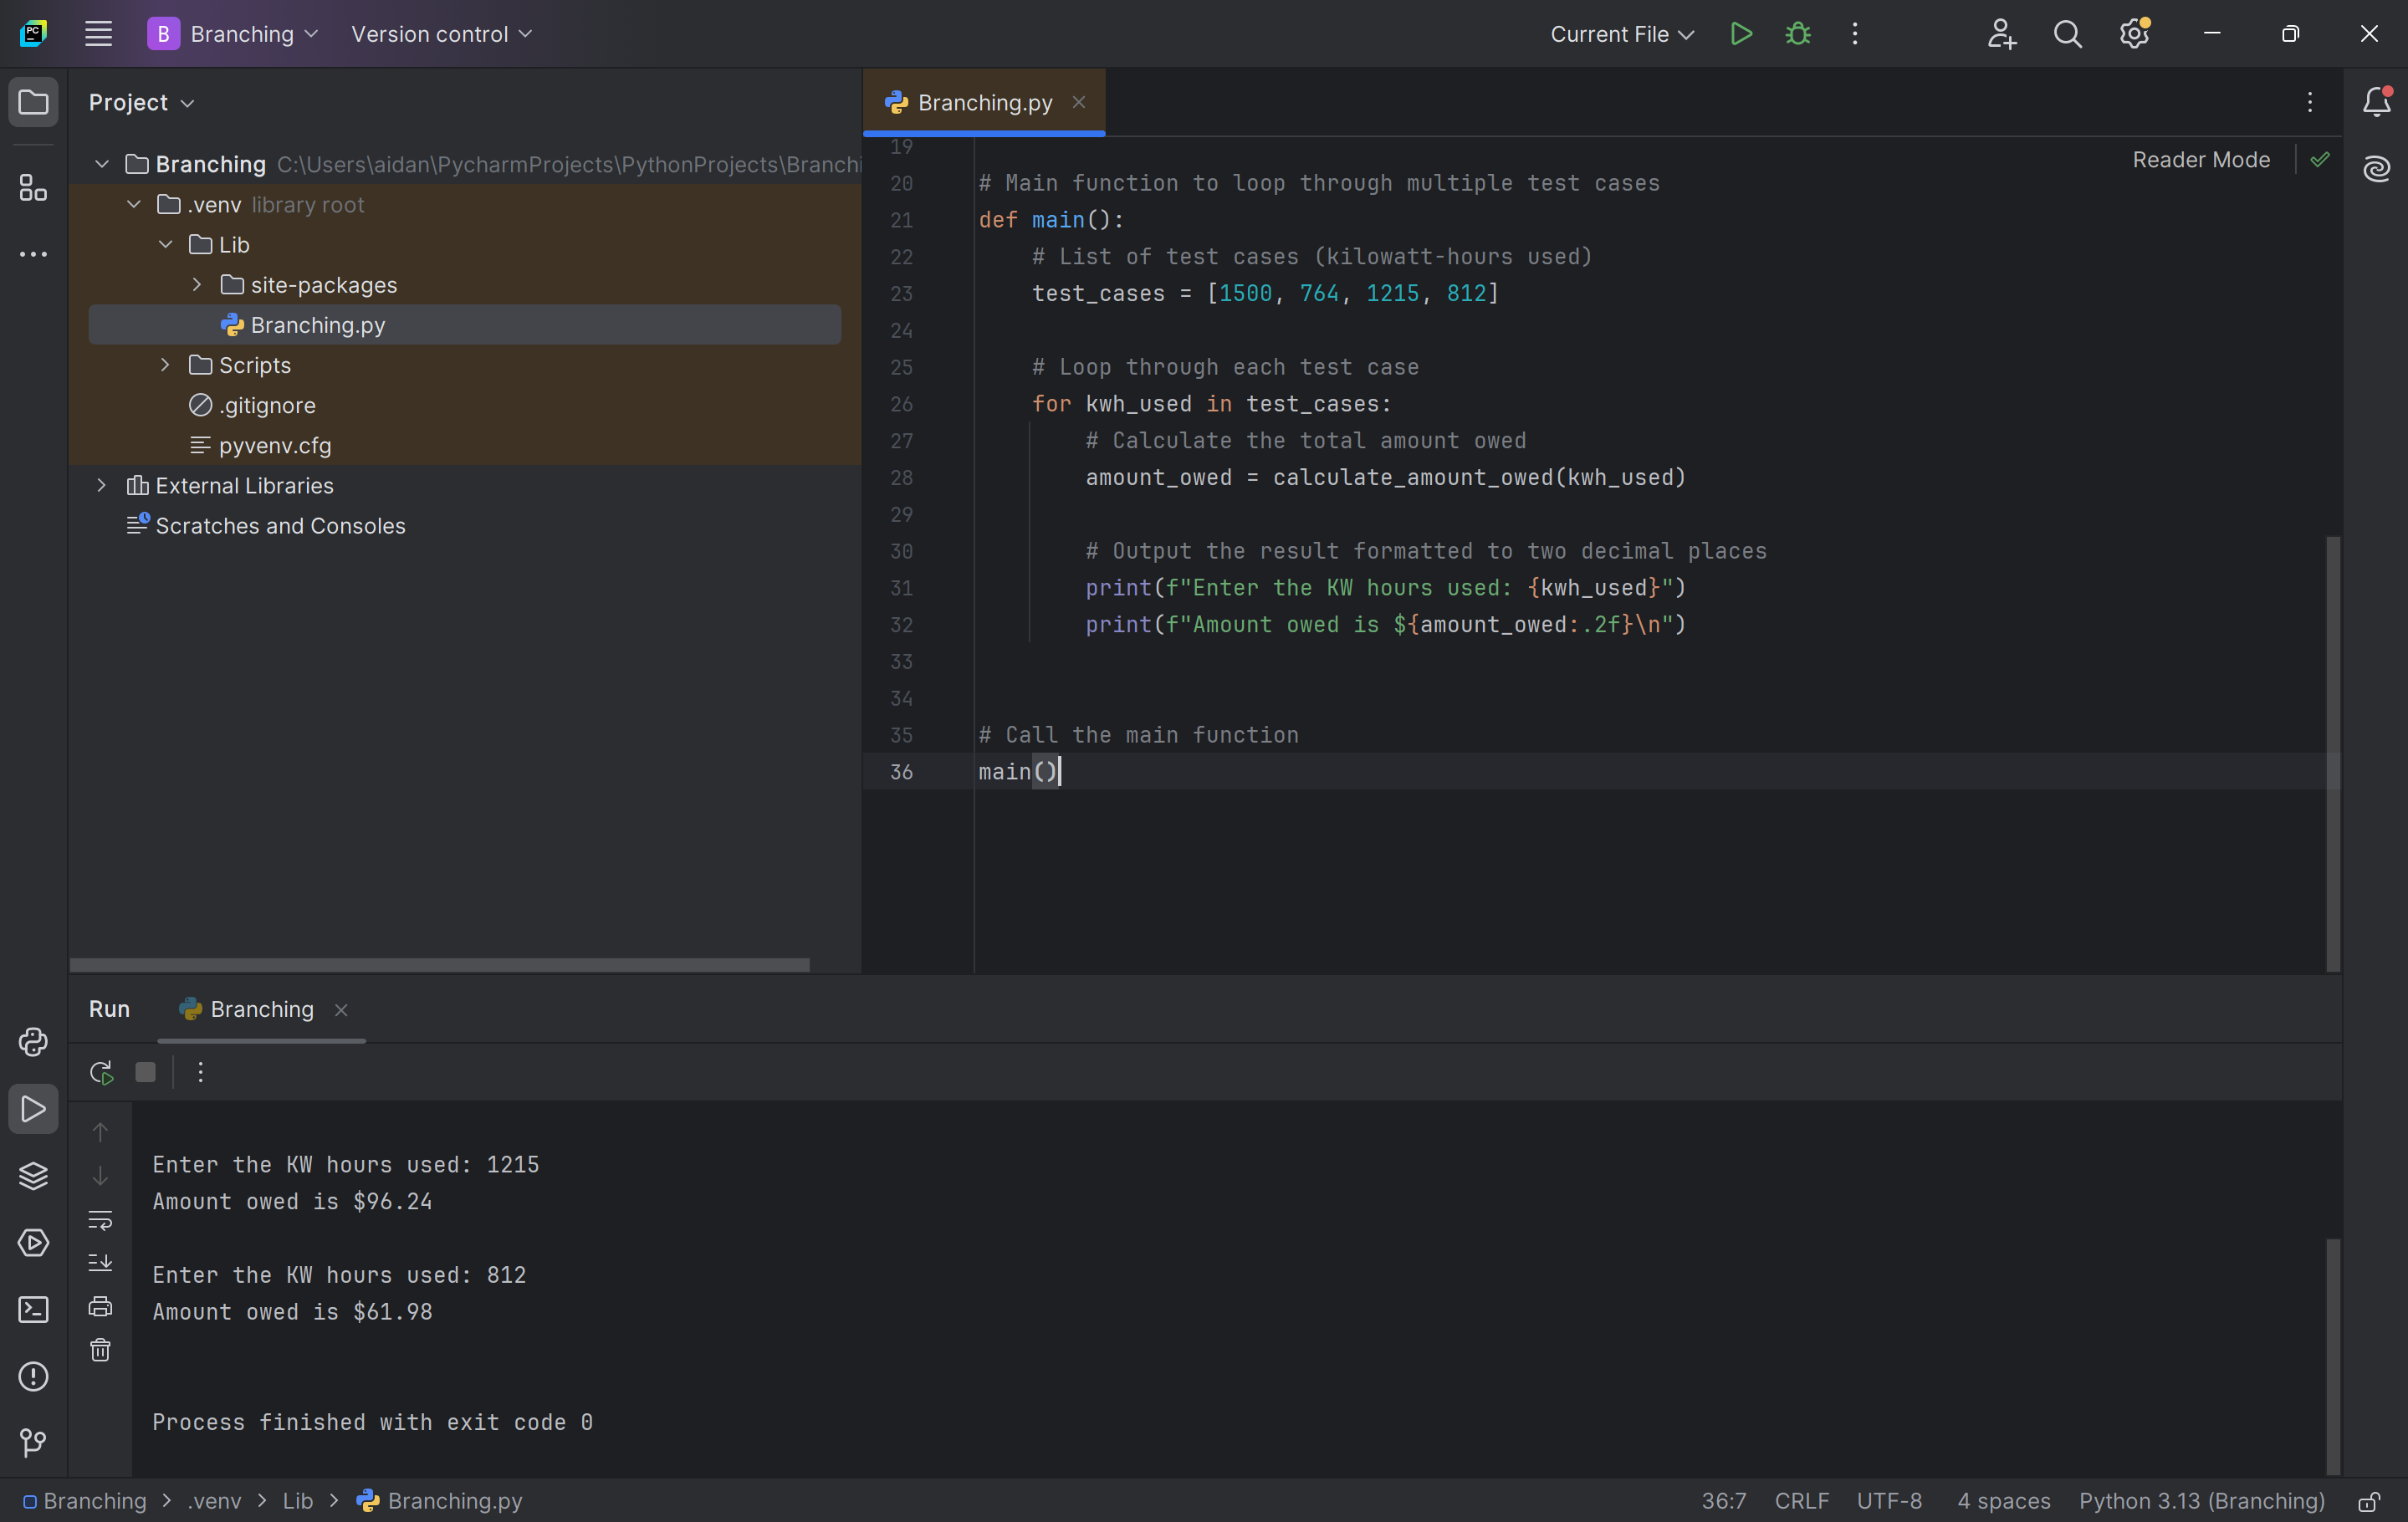 PC
B Branching Version control Current File
Project
Branching.py
Branching C:\Users\aidan\PycharmProjects\PythonProjects\Branchi
.venv library root
Lib
site-packages
Branching.py
Scripts
.gitignore
pyvenv.cfg
External Libraries
Scratches and Consoles
Reader Mode
19
20 # Main function to loop through multiple test cases
21 def main():
22     # List of test cases (kilowatt-hours used)
23     test_cases = [1500, 764, 1215, 812]
24
25     # Loop through each test case
26     for kwh_used in test_cases:
27         # Calculate the total amount owed
28         amount_owed = calculate_amount_owed(kwh_used)
29
30         # Output the result formatted to two decimal places
31         print(f"Enter the KW hours used: {kwh_used}")
32         print(f"Amount owed is ${amount_owed:.2f}\n")
33
34
35 # Call the main function
36 main()
Run Branching
Enter the KW hours used: 1215
Amount owed is $96.24
Enter the KW hours used: 812
Amount owed is $61.98
Process finished with exit code 0
Branching > .venv > Lib > Branching.py 36:7 CRLF UTF-8 4 spaces Python 3.13 (Branching)